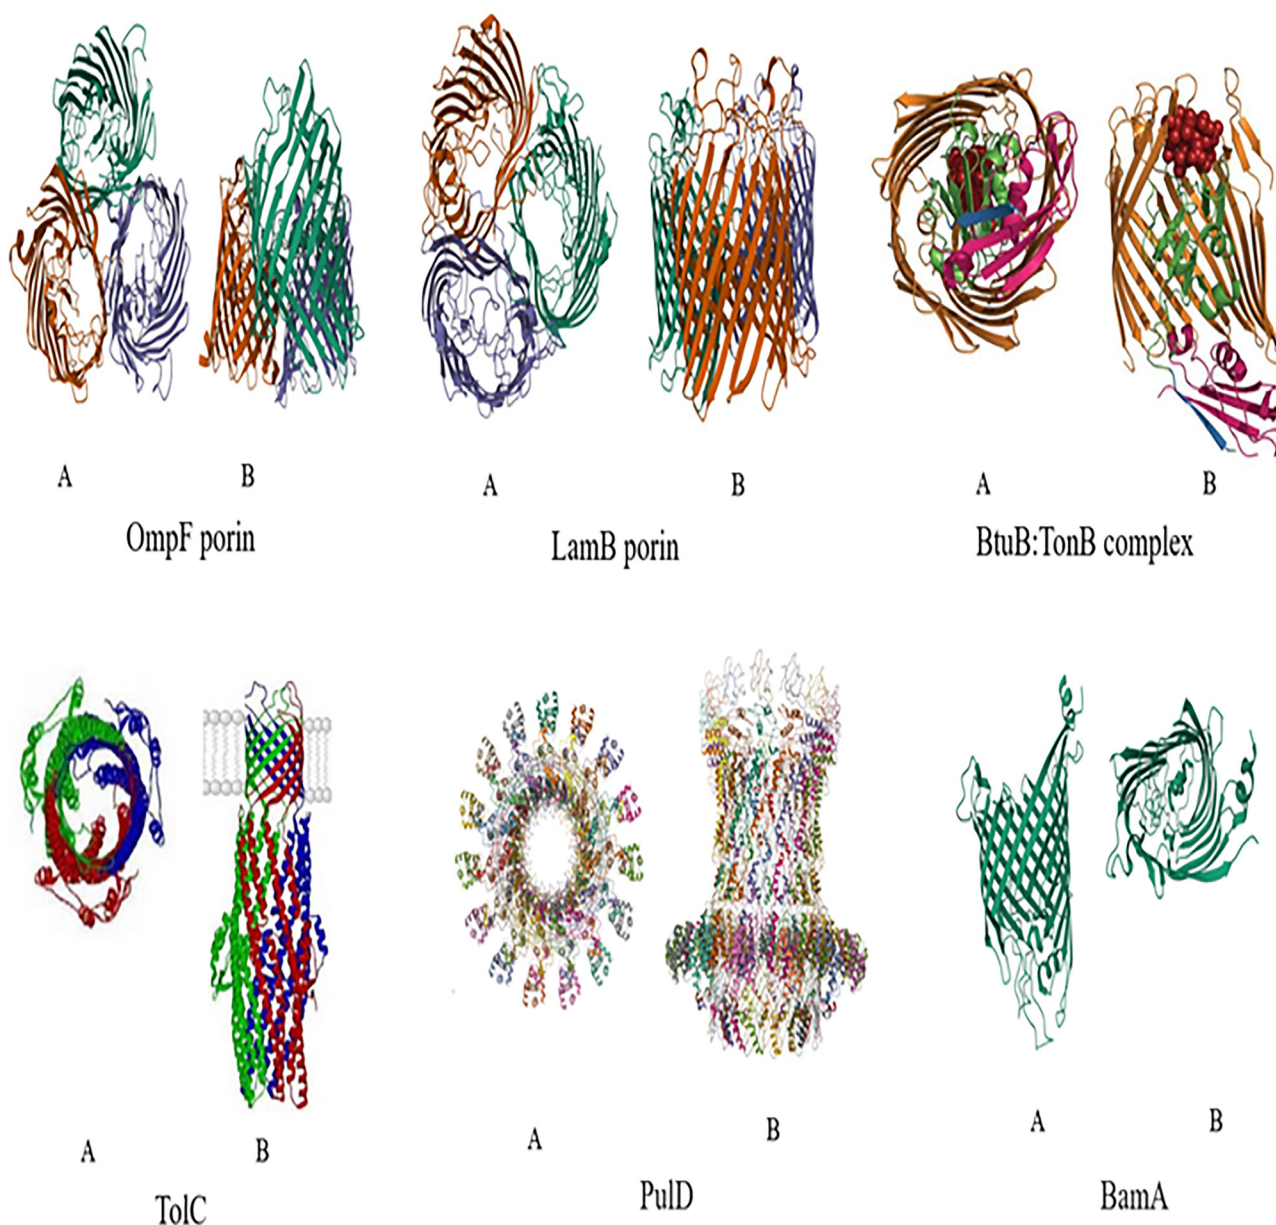 A B
OmpF porin
A B
LamB porin
A B
BtuB:TonB complex
A B
TolC
A B
PulD
A B
BamA